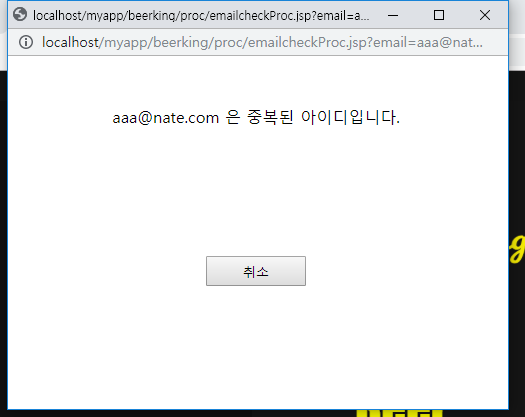 localhost/myapp/beerking/proc/emailcheckProc.jsp?email=a...
localhost/myapp/beerking/proc/emailcheckProc.jsp?email=aaa@nat...
aaa@nate.com 은 중복된 아이디입니다.
g
취소